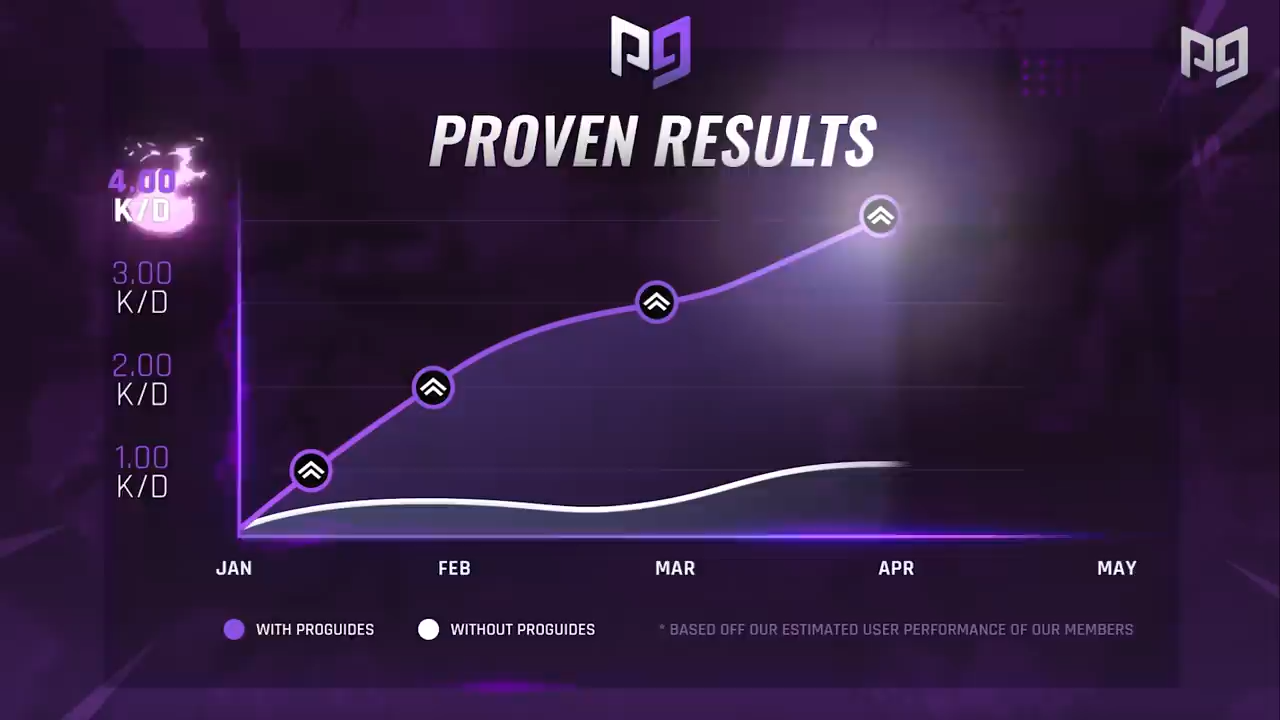 PG
PG
PROVEN RESULTS
4.00
K/D
3.00
K/D
2.00
K/D
1.00
K/D
JAN FEB MAR APR MAY
WITH PROGUIDES WITHOUT PROGUIDES * BASED OFF OUR ESTIMATED USER PERFORMANCE OF OUR MEMBERS